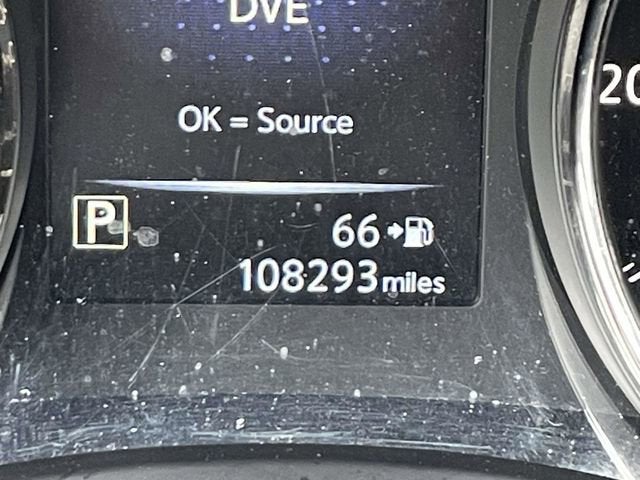 DVE
OK = Source
20
P
66
108293 miles